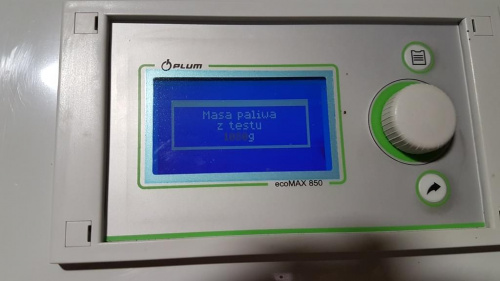 PLUM
Masa paliwa
z testu
g
ecoMAX 850